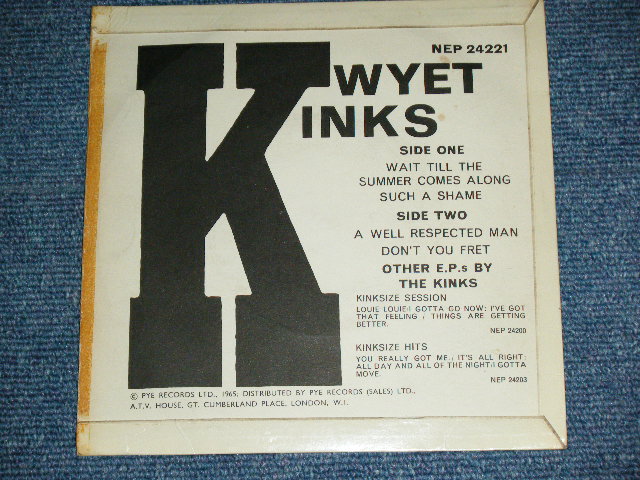 NEP 24221
KWYET
KINKS
SIDE ONE
WAIT TILL THE
SUMMER COMES ALONG
SUCH A SHAME
SIDE TWO
A WELL RESPECTED MAN
DON'T YOU FRET
OTHER E.P.s BY
THE KINKS
KINKSIZE SESSION
LOUIE LOUIE; I GOTTA GO NOW; I'VE GOT
THAT FEELING; THINGS ARE GETTING
BETTER.
NEP 24200
KINKSIZE HITS
YOU REALLY GOT ME; IT'S ALL RIGHT;
ALL DAY AND ALL OF THE NIGHT; I GOTTA
MOVE.
NEP 24203
© PYE RECORDS LTD., 1965. DISTRIBUTED BY PYE RECORDS (SALES) LTD.,
A.T.V. HOUSE, GT. CUMBERLAND PLACE, LONDON, W.1.